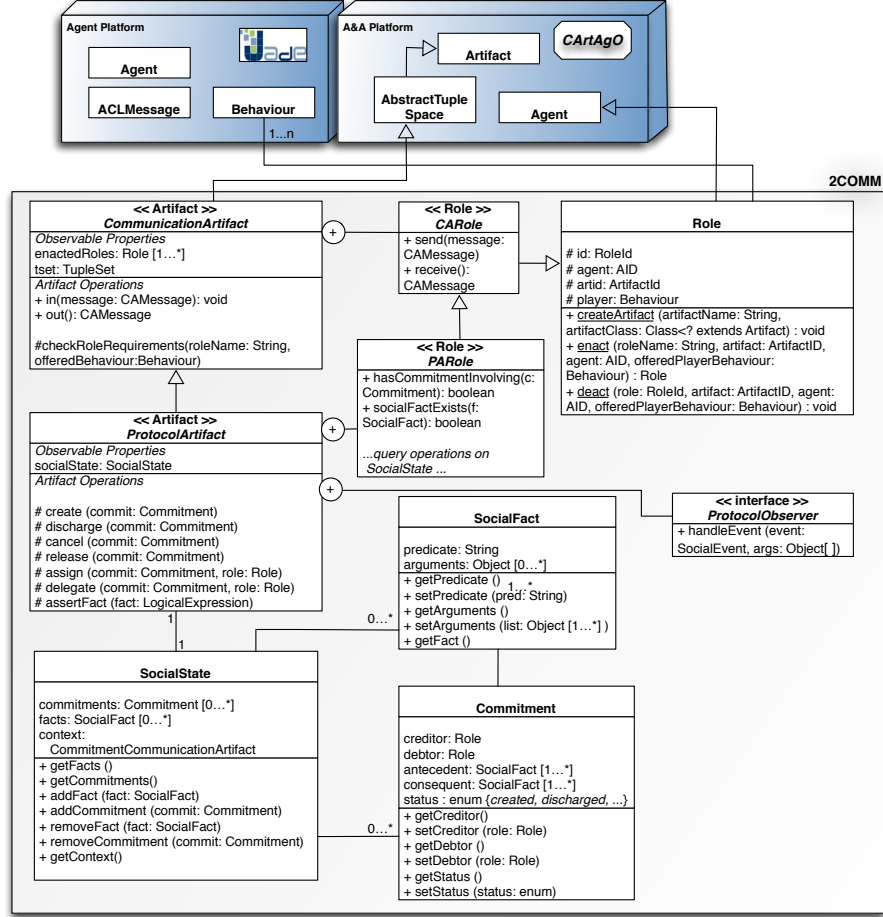 Agent Platform
Jade
Agent
ACLMessage
Behaviour
1...n
A&A Platform
CArtAgO
Artifact
AbstractTuple
Space
Agent
2COMM
<< Artifact >>
CommunicationArtifact
Observable Properties
enactedRoles: Role [1...*]
tset: TupleSet
Artifact Operations
+ in(message: CAMessage): void
+ out(): CAMessage
#checkRoleRequirements(roleName: String,
offeredBehaviour:Behaviour)
+
<< Role >>
CARole
+ send(message:
CAMessage)
+ receive():
CAMessage
Role
# id: RoleId
# agent: AID
# artid: ArtifactId
# player: Behaviour
+ createArtifact (artifactName: String,
artifactClass: Class<? extends Artifact) : void
+ enact (roleName: String, artifact: ArtifactID,
agent: AID, offeredPlayerBehaviour:
Behaviour) : Role
+ deact (role: RoleId, artifact: ArtifactID, agent:
AID, offeredPlayerBehaviour: Behaviour) : void
<< Role >>
PARole
+ hasCommitmentInvolving(c:
Commitment): boolean
+ socialFactExists(f:
SocialFact): boolean
...query operations on
SocialState ...
<< Artifact >>
ProtocolArtifact
Observable Properties
socialState: SocialState
Artifact Operations
# create (commit: Commitment)
# discharge (commit: Commitment)
# cancel (commit: Commitment)
# release (commit: Commitment)
# assign (commit: Commitment, role: Role)
# delegate (commit: Commitment, role: Role)
# assertFact (fact: LogicalExpression)
+
+
<< interface >>
ProtocolObserver
+ handleEvent (event:
SocialEvent, args: Object[ ])
SocialFact
predicate: String
arguments: Object [0...*]
+ getPredicate ()
1...*
+ setPredicate (pred: String)
+ getArguments ()
+ setArguments (list: Object [1...*] )
+ getFact ()
1
1
0...*
SocialState
commitments: Commitment [0...*]
facts: SocialFact [0...*]
context:
CommitmentCommunicationArtifact
+ getFacts ()
+ getCommitments()
+ addFact (fact: SocialFact)
+ addCommitment (commit: Commitment)
+ removeFact (fact: SocialFact)
+ removeCommitment (commit: Commitment)
+ getContext()
0...*
Commitment
creditor: Role
debtor: Role
antecedent: SocialFact [1...*]
consequent: SocialFact [1...*]
status : enum {created, discharged, ...}
+ getCreditor()
+ setCreditor (role: Role)
+ getDebtor ()
+ setDebtor (role: Role)
+ getStatus ()
+ setStatus (status: enum)